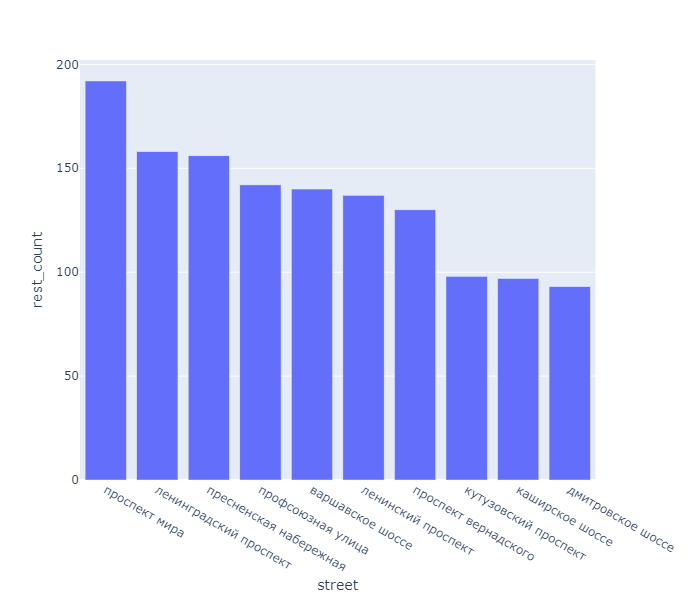 200
150
100
50
0
rest_count
проспект мира
ленинградский проспект
пресненская набережная
профсоюзная улица
варшавское шоссе
ленинский проспект
проспект вернадского
кутузовский проспект
каширское шоссе
дмитровское шоссе
street